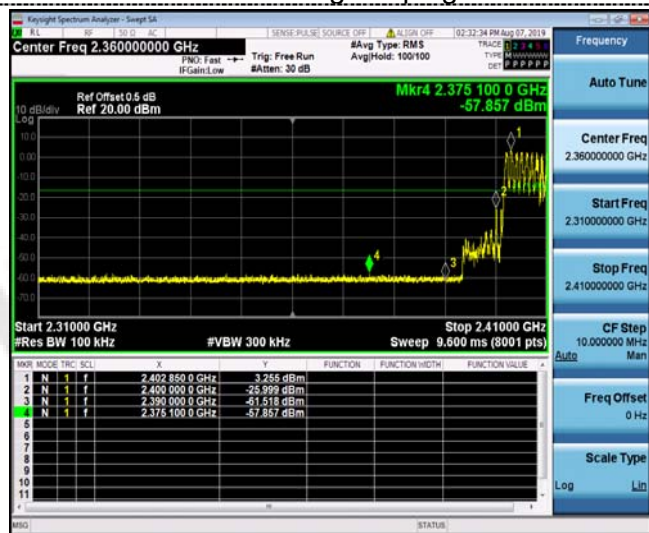 Keysight Spectrum Analyzer - Swept SA
RL RF 50 Ω AC SENSE:PULSE SOURCE OFF ALIGN OFF 02:32:34 PM Aug 07, 2019
Center Freq 2.360000000 GHz
PNO: Fast
IFGain:Low
Trig: Free Run
#Atten: 30 dB
#Avg Type: RMS
Avg|Hold: 100/100
TRACE 1 2 3 4 5 6
TYPE M
DET P P P P P P
Frequency
Auto Tune
Center Freq
2.360000000 GHz
Start Freq
2.310000000 GHz
Stop Freq
2.410000000 GHz
CF Step
10.000000 MHz
Auto Man
Freq Offset
0 Hz
Scale Type
Log Lin
Ref Offset 0.5 dB
10 dB/div Ref 20.00 dBm
Log
Mkr4 2.375 100 0 GHz
-57.857 dBm
10.0
0.00
-10.0
-20.0
-30.0
-40.0
-50.0
-60.0
-70.0
1
2
3
4
Start 2.31000 GHz Stop 2.41000 GHz
#Res BW 100 kHz #VBW 300 kHz Sweep 9.600 ms (8001 pts)
MKR MODE TRC SCL X Y FUNCTION FUNCTION WIDTH FUNCTION VALUE
1 N 1 f 2.402 850 0 GHz 3.255 dBm
2 N 1 f 2.400 000 0 GHz -25.999 dBm
3 N 1 f 2.390 000 0 GHz -61.518 dBm
4 N 1 f 2.375 100 0 GHz -57.857 dBm
5
6
7
8
9
10
11
MSG STATUS